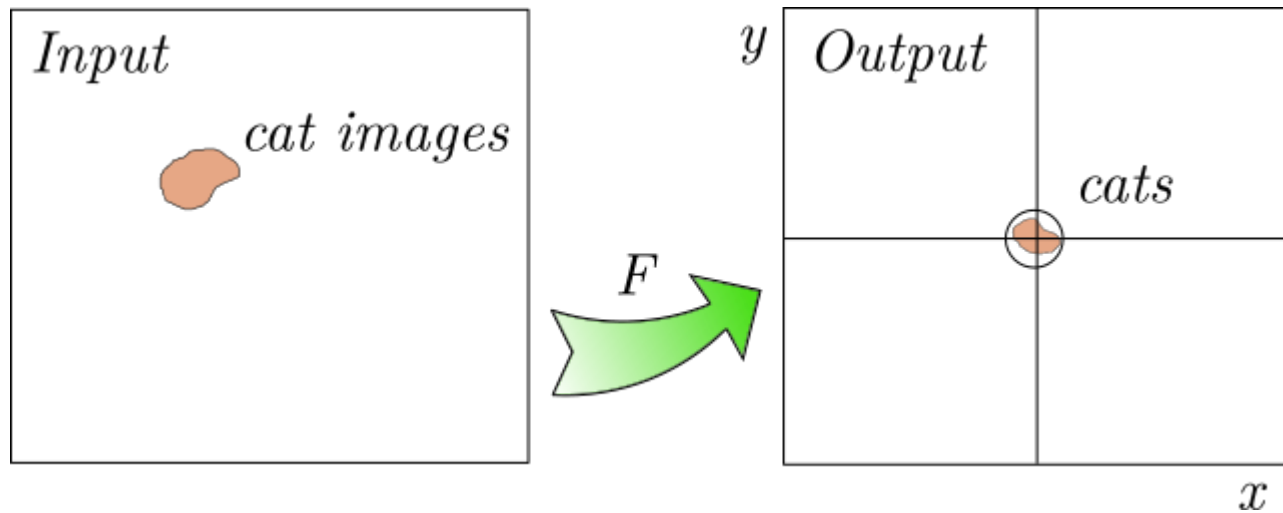 Input
cat images
F
y
Output
cats
x